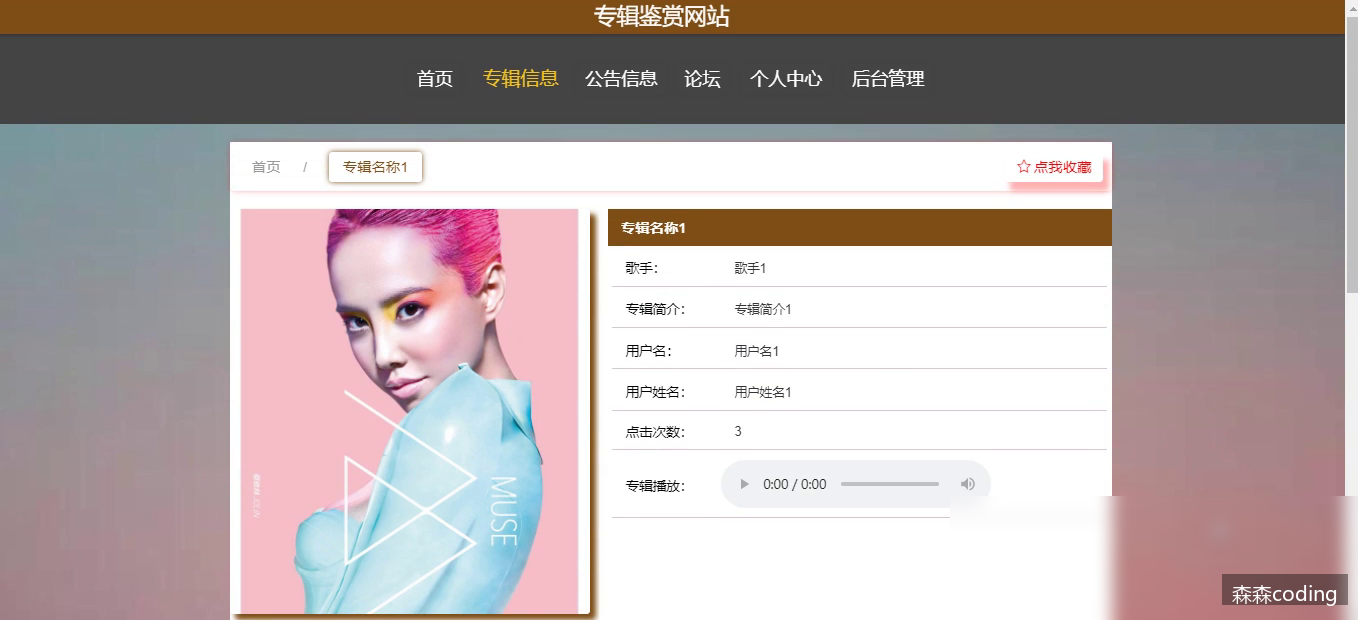 专辑鉴赏网站
首页 专辑信息 公告信息 论坛 个人中心 后台管理
首页 / 专辑名称1 ☆点我收藏
专辑名称1
歌手： 歌手1
专辑简介： 专辑简介1
用户名： 用户名1
用户姓名： 用户姓名1
点击次数： 3
专辑播放： 0:00 / 0:00
MUSE
森森coding